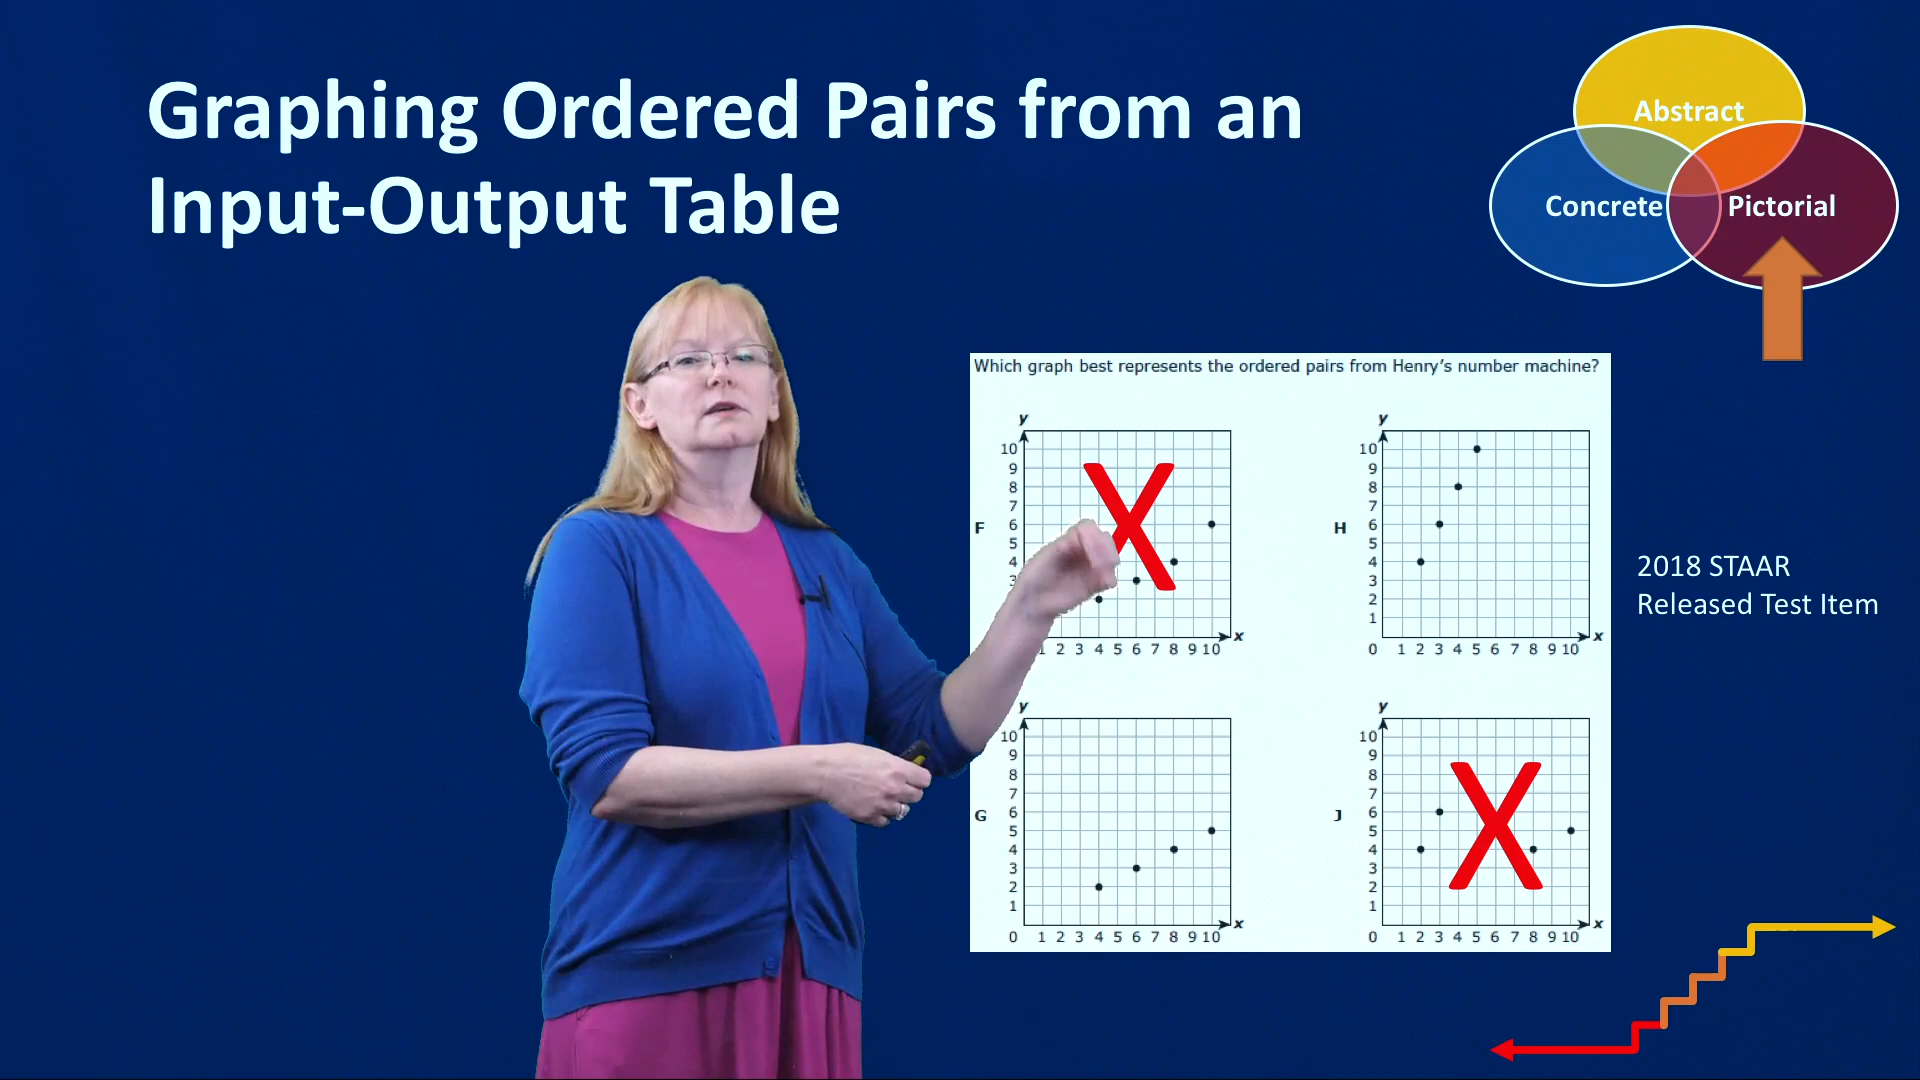 Graphing Ordered Pairs from an
Input-Output Table
Abstract
Concrete
Pictorial
Which graph best represents the ordered pairs from Henry's number machine?
F
y
10
9
8
7
6
5
4
3
1 2 3 4 5 6 7 8 9 10
x
H
y
10
9
8
7
6
5
4
3
2
1
0 1 2 3 4 5 6 7 8 9 10
x
G
y
10
9
8
7
6
5
4
3
2
1
0 1 2 3 4 5 6 7 8 9 10
x
J
y
10
9
8
7
6
5
4
3
2
1
0 1 2 3 4 5 6 7 8 9 10
x
X
X
2018 STAAR
Released Test Item